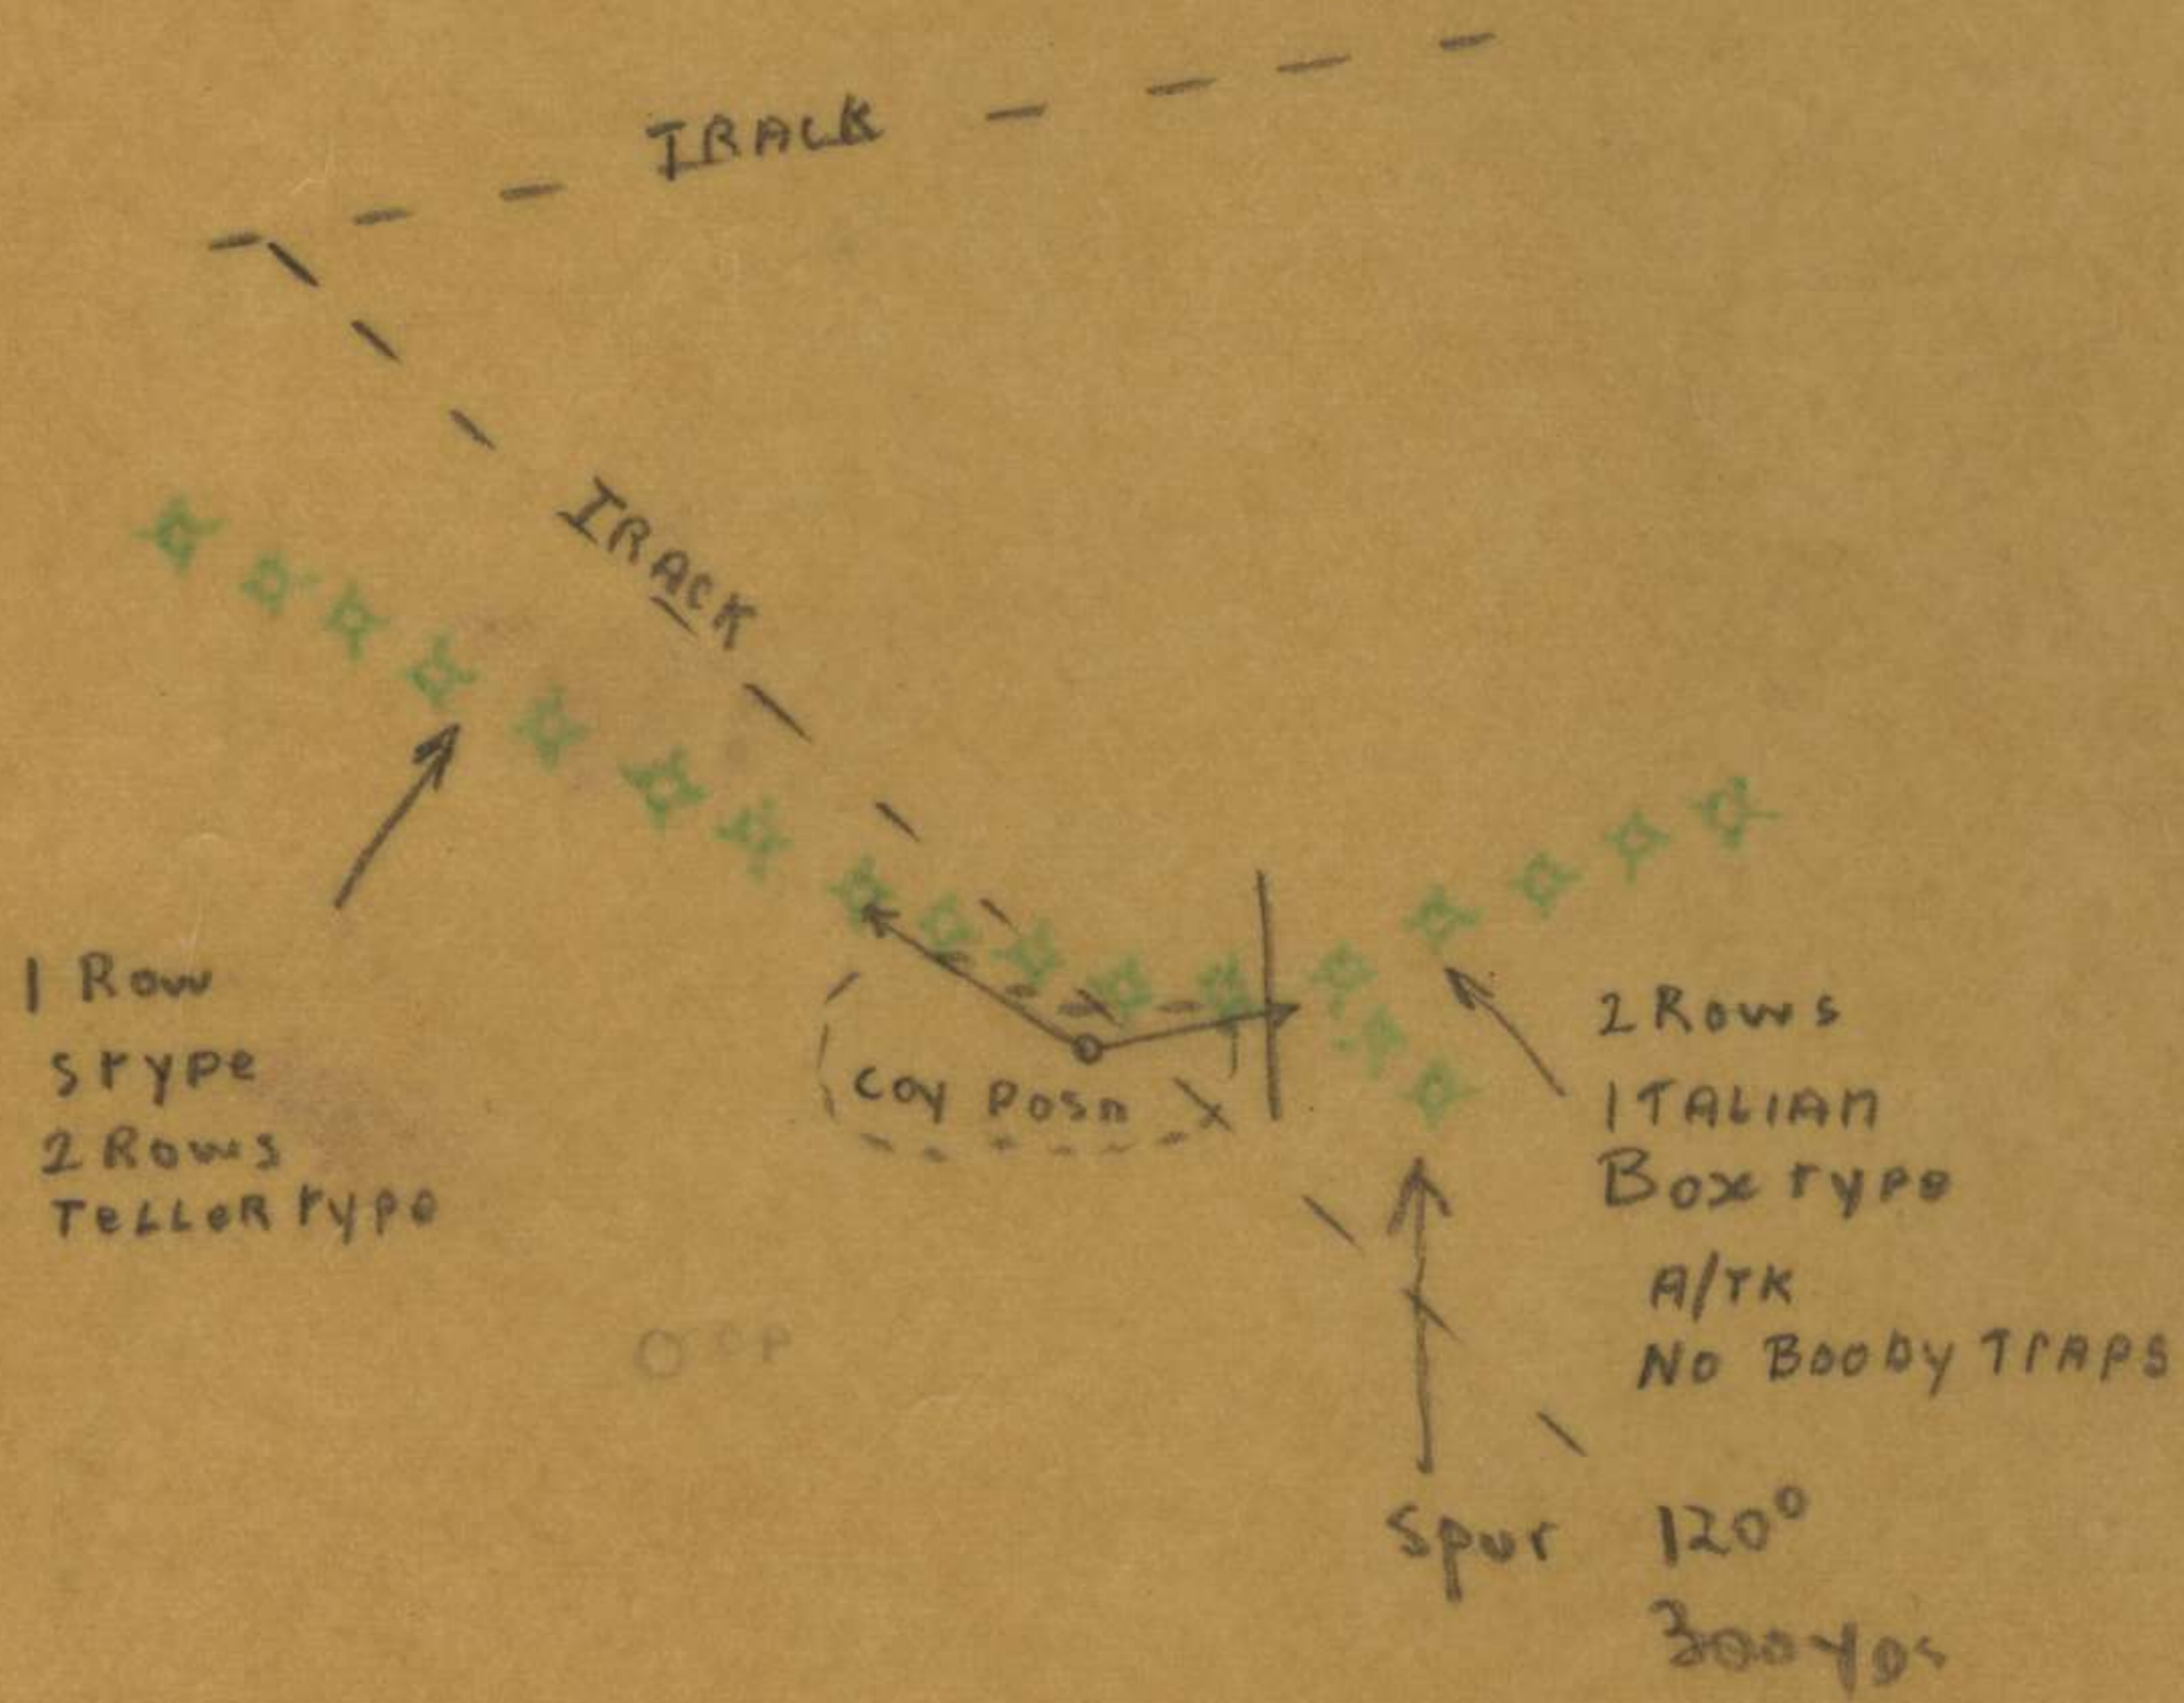 TRACK
TRACK
1 Row
S type
2 Rows
TELLER type
Coy Posn
2 Rows
ITALIAN
Box type
A/TK
No Booby TrAPS
Spur 120°
300 yDs